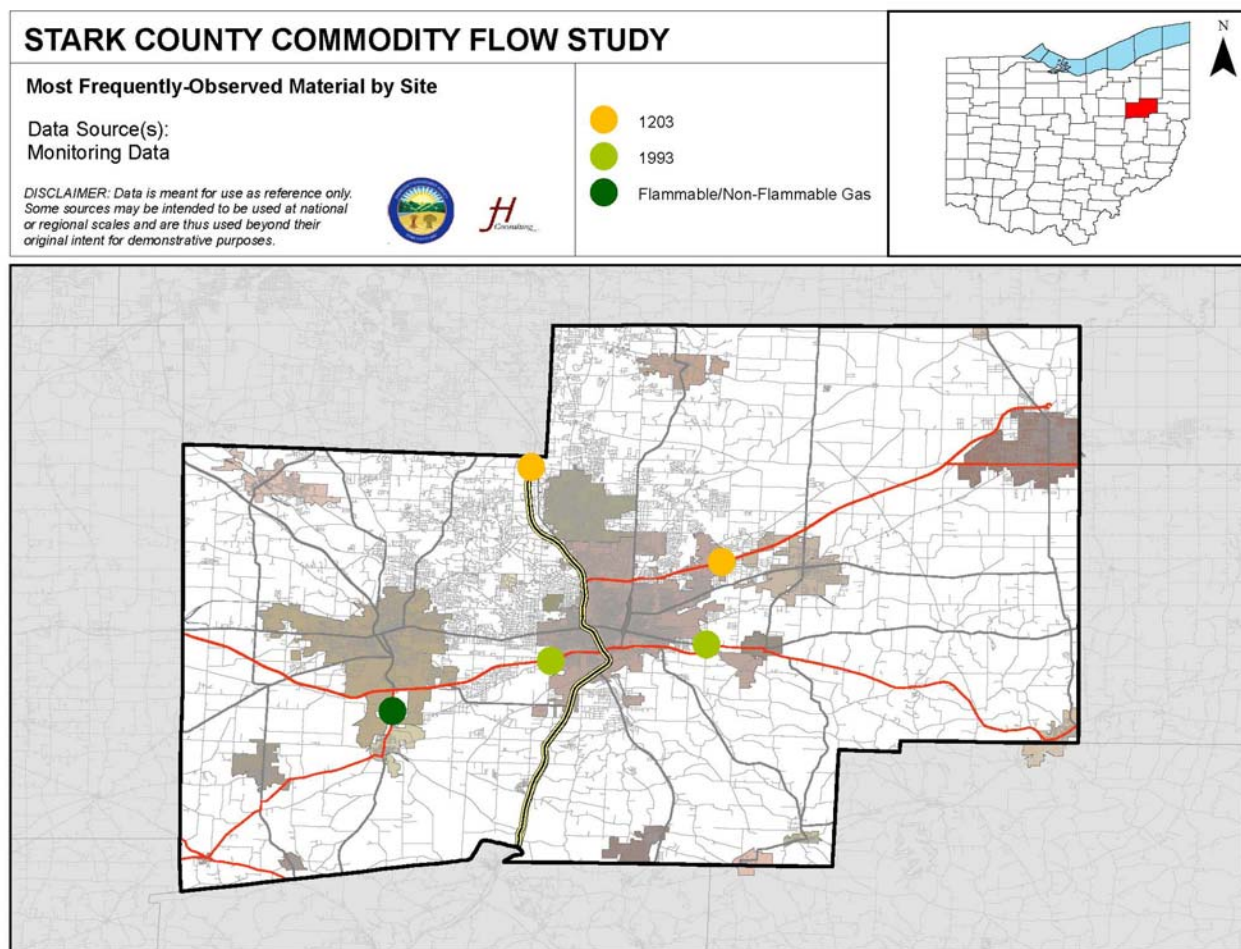 STARK COUNTY COMMODITY FLOW STUDY
Most Frequently-Observed Material by Site
Data Source(s):
Monitoring Data
DISCLAIMER: Data is meant for use as reference only.
Some sources may be intended to be used at national
or regional scales and are thus used beyond their
original intent for demonstrative purposes.
JH
Consulting
1203
1993
Flammable/Non-Flammable Gas
N